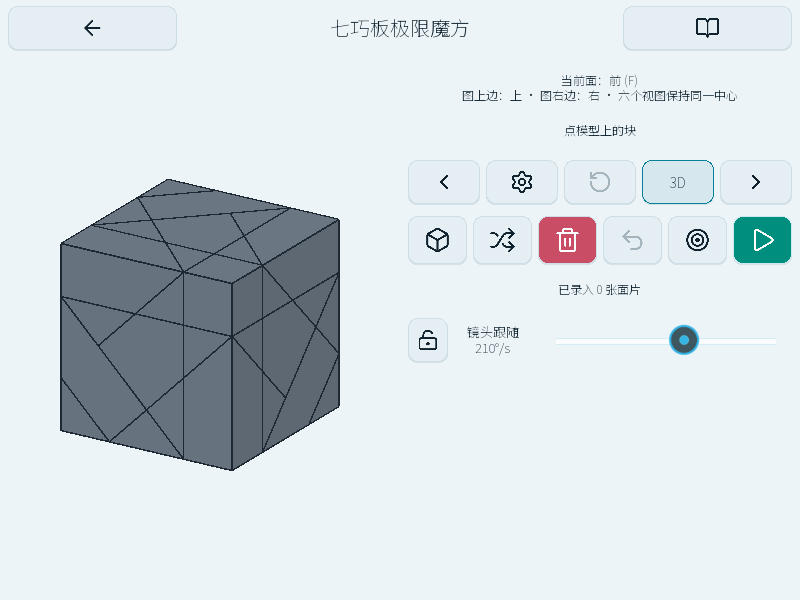 七巧板极限魔方
当前面：前 (F)
图上边：上 · 图右边：右 · 六个视图保持同一中心
点模型上的块
3D
已录入 0 张面片
镜头跟随
210°/s